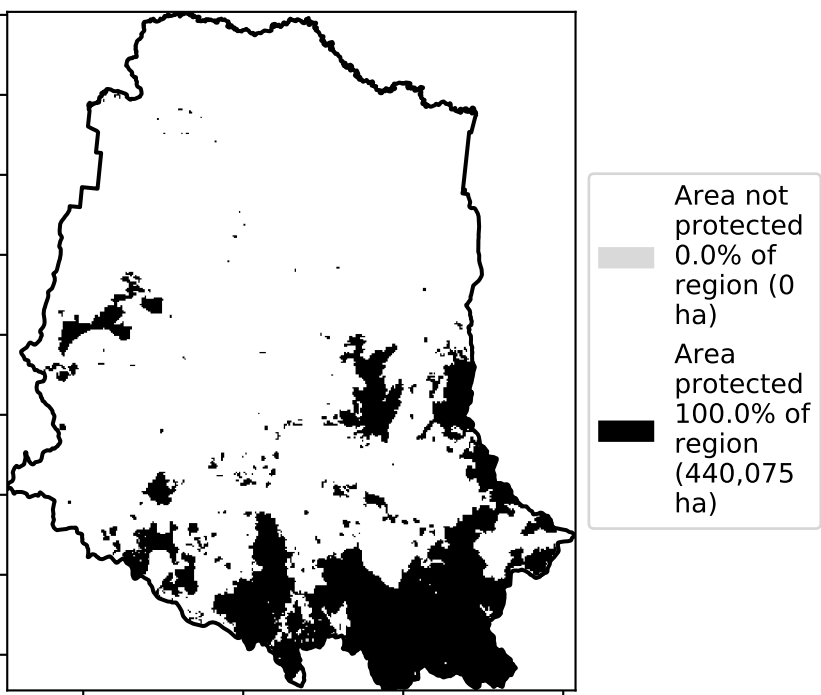 Area not
protected
0.0% of
region (0
ha)
Area
protected
100.0% of
region
(440,075
ha)